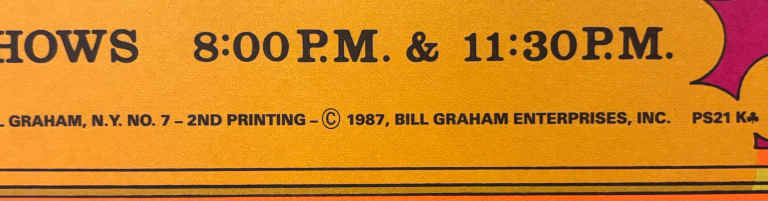 HOWS 8:00 P.M. & 11:30 P.M.
GRAHAM, N.Y. NO. 7 – 2ND PRINTING – © 1987, BILL GRAHAM ENTERPRISES, INC. PS21 K♣